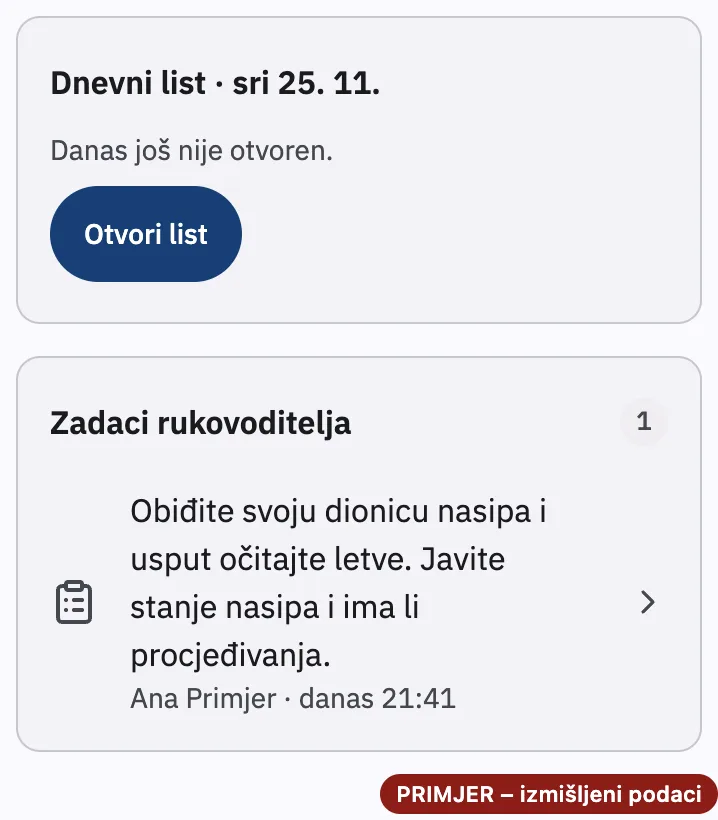 Dnevni list · sri 25. 11.
Danas još nije otvoren.
Otvori list
Zadaci rukovoditelja
1
Obiđite svoju dionicu nasipa i
usput očitajte letve. Javite
stanje nasipa i ima li
procjeđivanja.
Ana Primjer · danas 21:41
PRIMJER – izmišljeni podaci